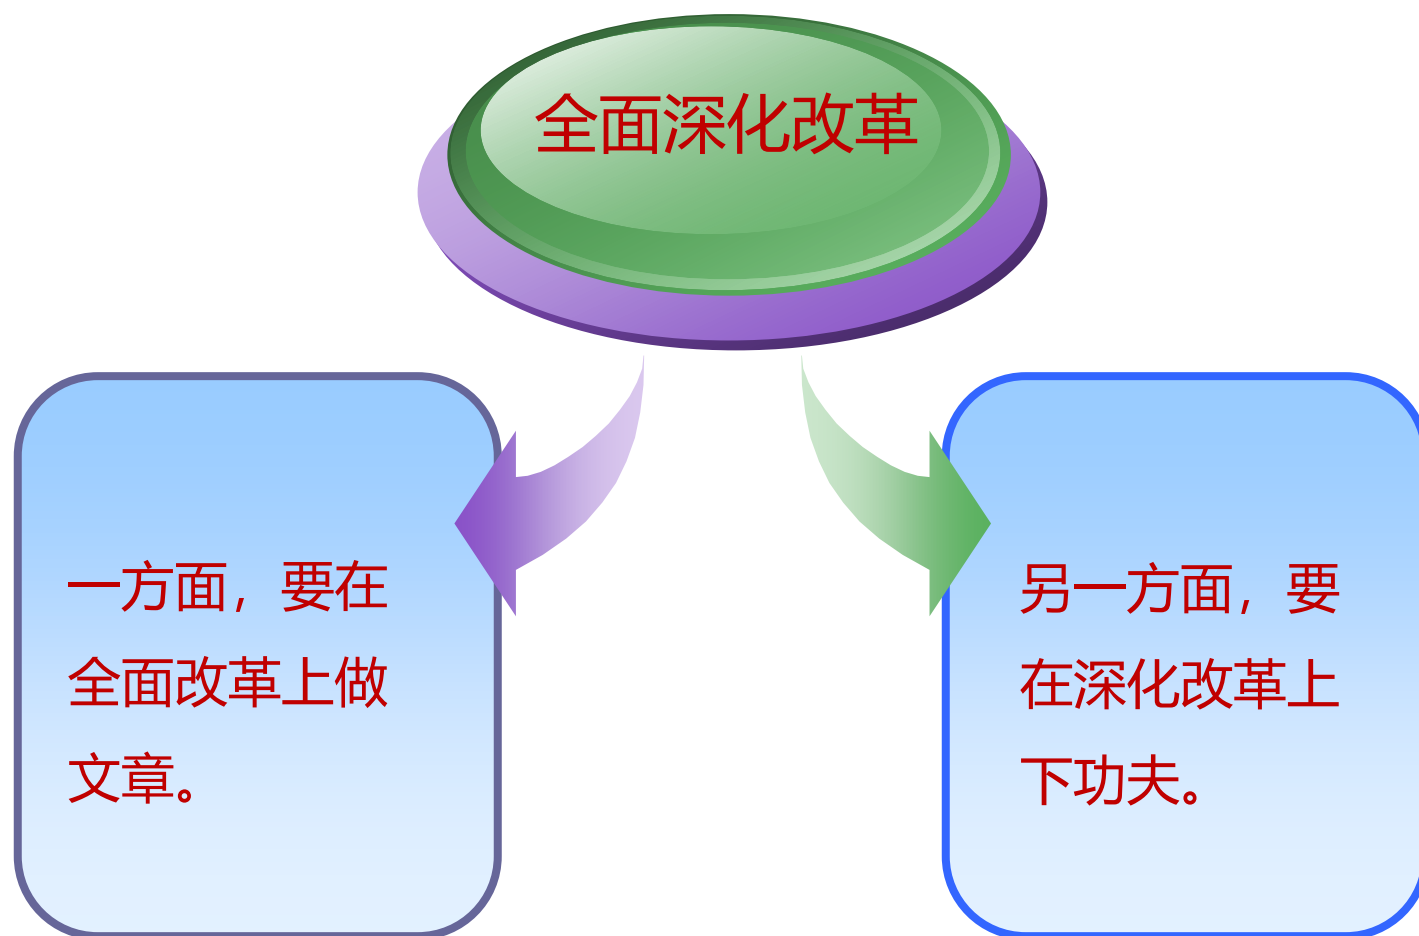 全面深化改革
一方面，要在
全面改革上做
文章。
另一方面，要
在深化改革上
下功夫。